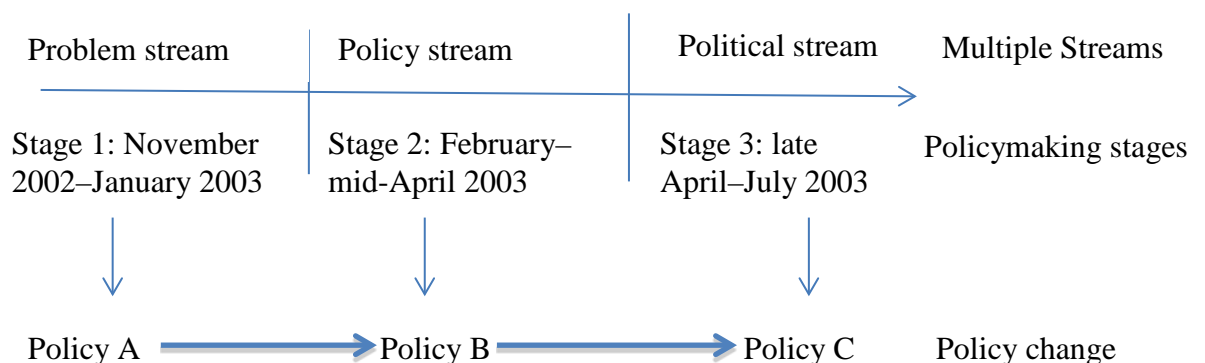 Problem stream
Policy stream
Political stream
Multiple Streams
Stage 1: November
2002–January 2003
Stage 2: February–
mid-April 2003
Stage 3: late
April–July 2003
Policymaking stages
Policy A
Policy B
Policy C
Policy change